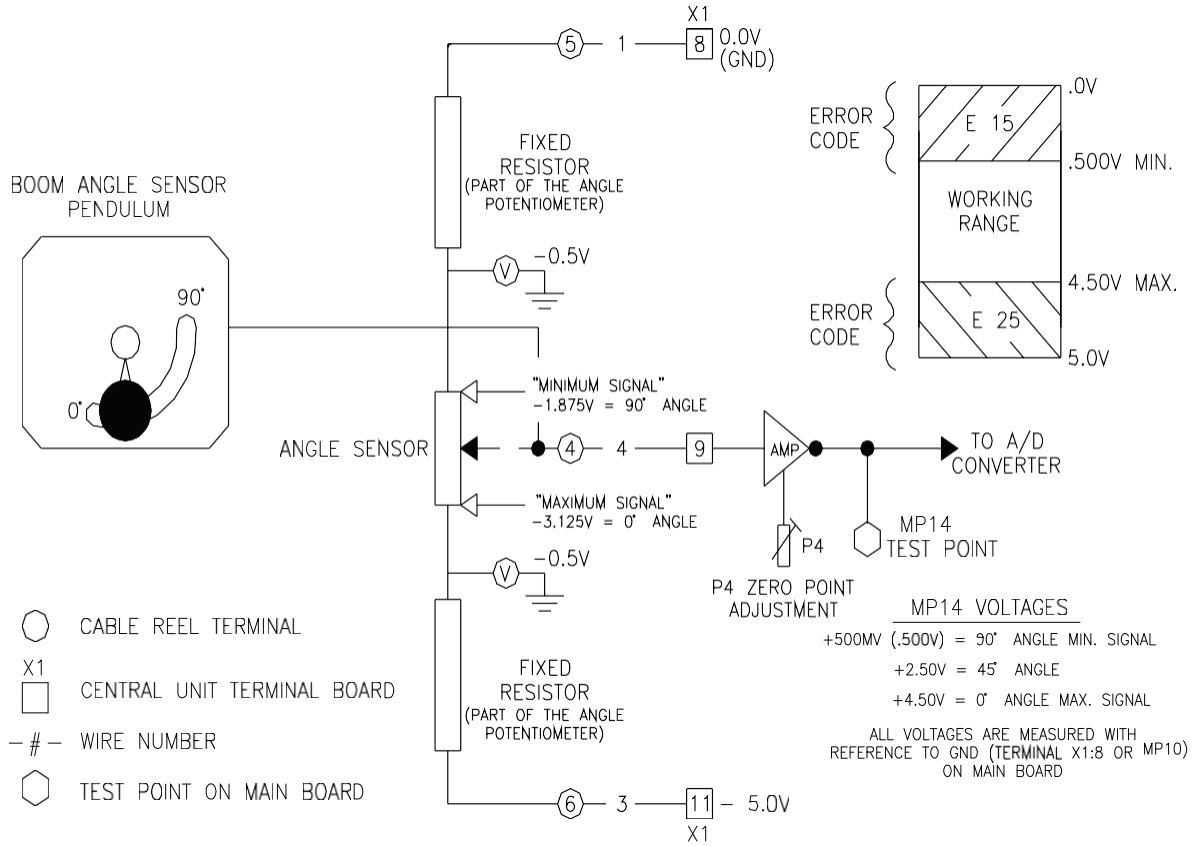 X1
5 1 8 0.0V
(GND)
FIXED
RESISTOR
(PART OF THE ANGLE
POTENTIOMETER)
ERROR
CODE
E 15
.0V
.500V MIN.
WORKING
RANGE
4.50V MAX.
ERROR
CODE
E 25
5.0V
BOOM ANGLE SENSOR
PENDULUM
90°
0°
V -0.5V
"MINIMUM SIGNAL"
-1.875V = 90° ANGLE
ANGLE SENSOR
4 4 9 AMP
TO A/D
CONVERTER
"MAXIMUM SIGNAL"
-3.125V = 0° ANGLE
P4
MP14
TEST POINT
V -0.5V
P4 ZERO POINT
ADJUSTMENT
MP14 VOLTAGES
+500MV (.500V) = 90° ANGLE MIN. SIGNAL
+2.50V = 45° ANGLE
+4.50V = 0° ANGLE MAX. SIGNAL
ALL VOLTAGES ARE MEASURED WITH
REFERENCE TO GND (TERMINAL X1:8 OR MP10)
ON MAIN BOARD
CABLE REEL TERMINAL
X1
CENTRAL UNIT TERMINAL BOARD
-#- WIRE NUMBER
TEST POINT ON MAIN BOARD
FIXED
RESISTOR
(PART OF THE ANGLE
POTENTIOMETER)
6 3 11 - 5.0V
X1